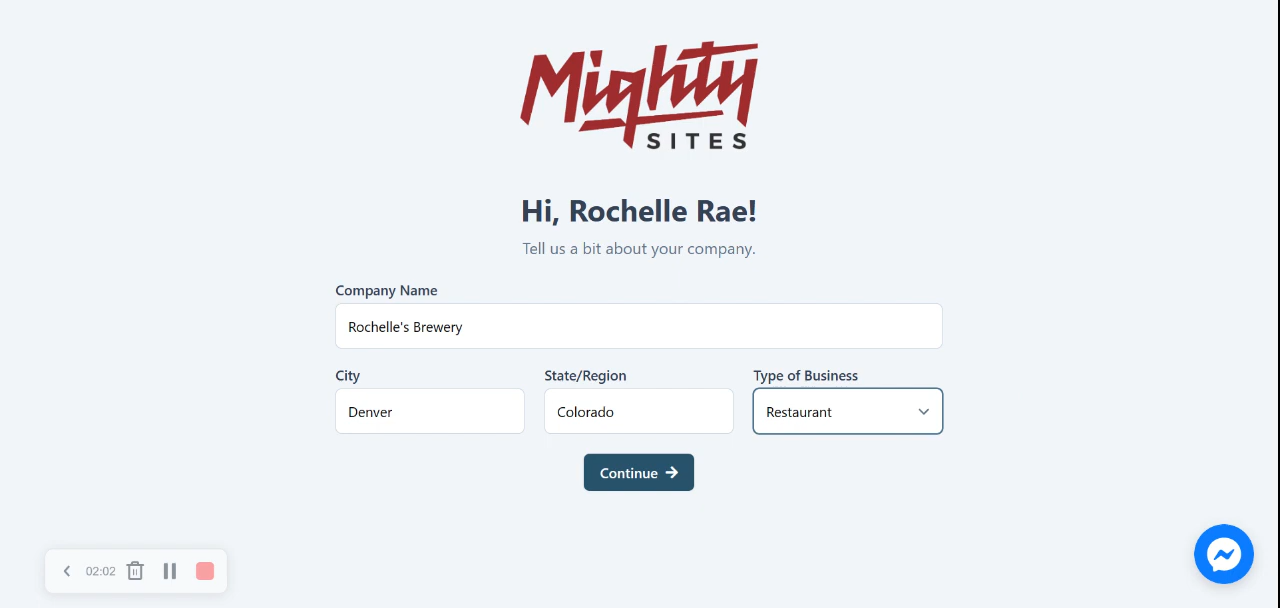 Mighty
SITES
Hi, Rochelle Rae!
Tell us a bit about your company.
Company Name
Rochelle's Brewery
City State/Region Type of Business
Denver Colorado Restaurant
Continue
02:02